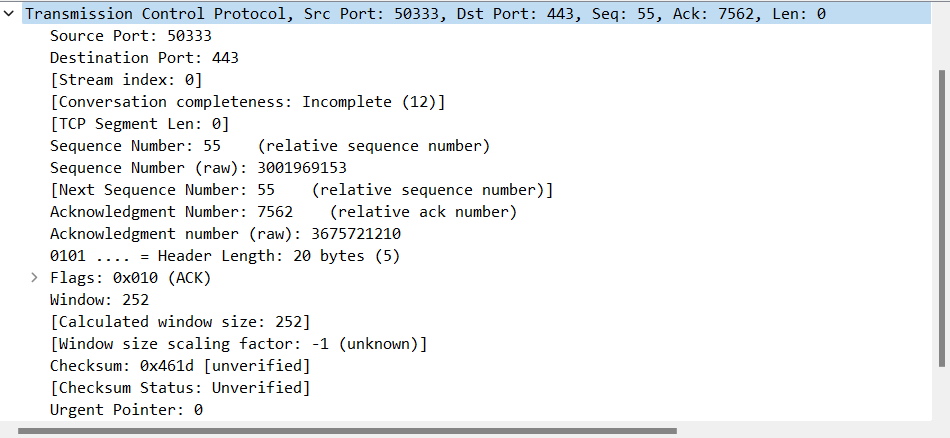 Transmission Control Protocol, Src Port: 50333, Dst Port: 443, Seq: 55, Ack: 7562, Len: 0
Source Port: 50333
Destination Port: 443
[Stream index: 0]
[Conversation completeness: Incomplete (12)]
[TCP Segment Len: 0]
Sequence Number: 55    (relative sequence number)
Sequence Number (raw): 3001969153
[Next Sequence Number: 55    (relative sequence number)]
Acknowledgment Number: 7562    (relative ack number)
Acknowledgment number (raw): 3675721210
0101 .... = Header Length: 20 bytes (5)
Flags: 0x010 (ACK)
Window: 252
[Calculated window size: 252]
[Window size scaling factor: -1 (unknown)]
Checksum: 0x461d [unverified]
[Checksum Status: Unverified]
Urgent Pointer: 0